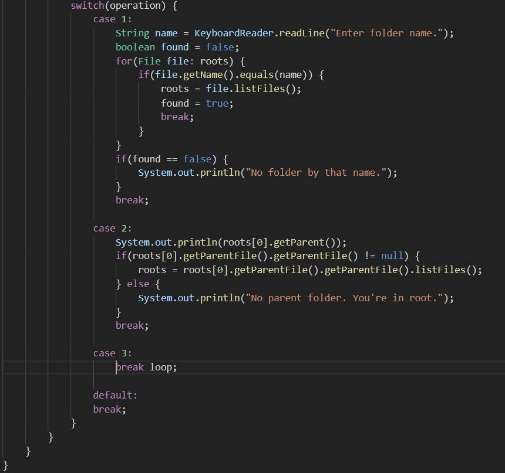 switch(operation) {
case 1:
String name = KeyboardReader.readLine("Enter folder name.");
boolean found = false;
for(File file: roots) {
if(file.getName().equals(name)) {
roots = file.listFiles();
found = true;
break;
}
}
if(found == false) {
System.out.println("No folder by that name.");
}
break;
case 2:
System.out.println(roots[0].getParent());
if(roots[0].getParentFile().getParentFile() != null) {
roots = roots[0].getParentFile().getParentFile().listFiles();
} else {
System.out.println("No parent folder. You're in root.");
}
break;
case 3:
break loop;
default:
break;
}
}
}
}